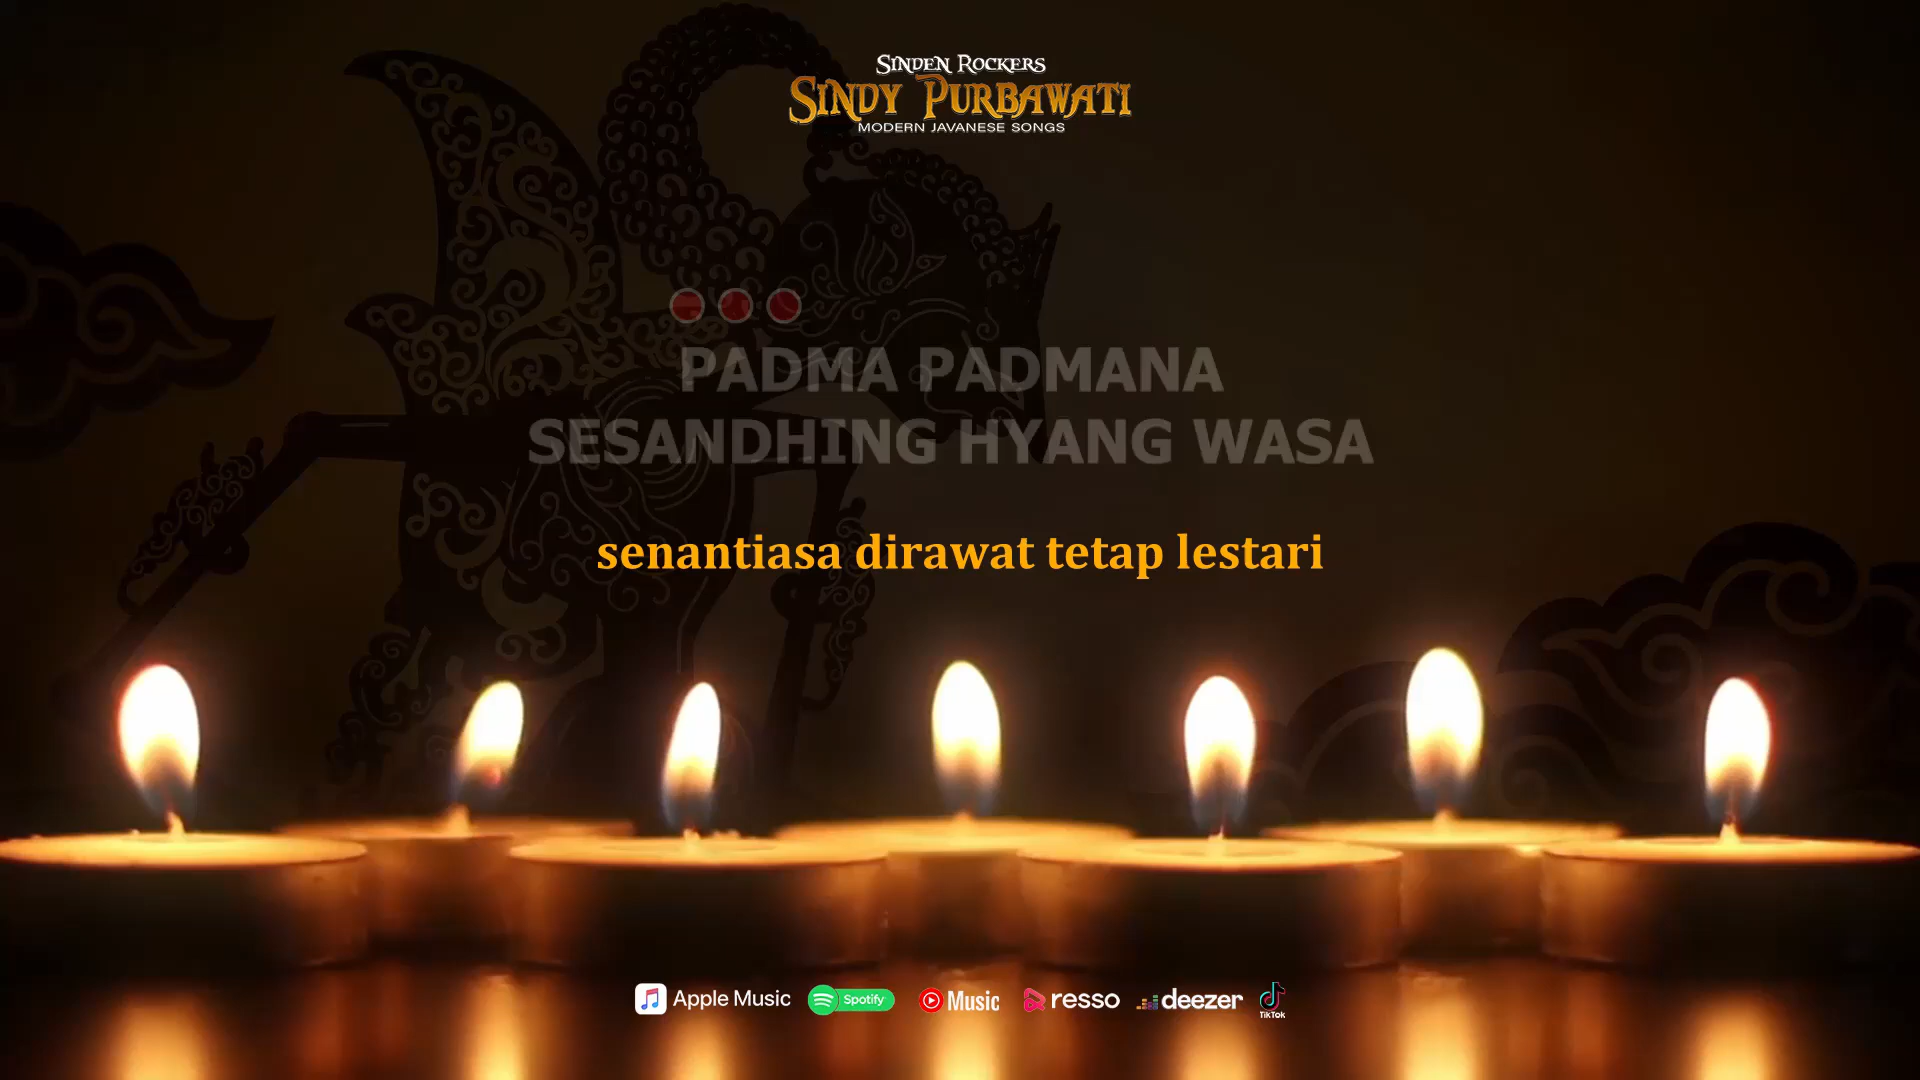 SINDEN ROCKERS
SINDY PURBAWATI
MODERN JAVANESE SONGS
PADMA PADMANA
SESANDHING HYANG WASA
senantiasa dirawat tetap lestari
Apple Music Spotify Music resso deezer TikTok